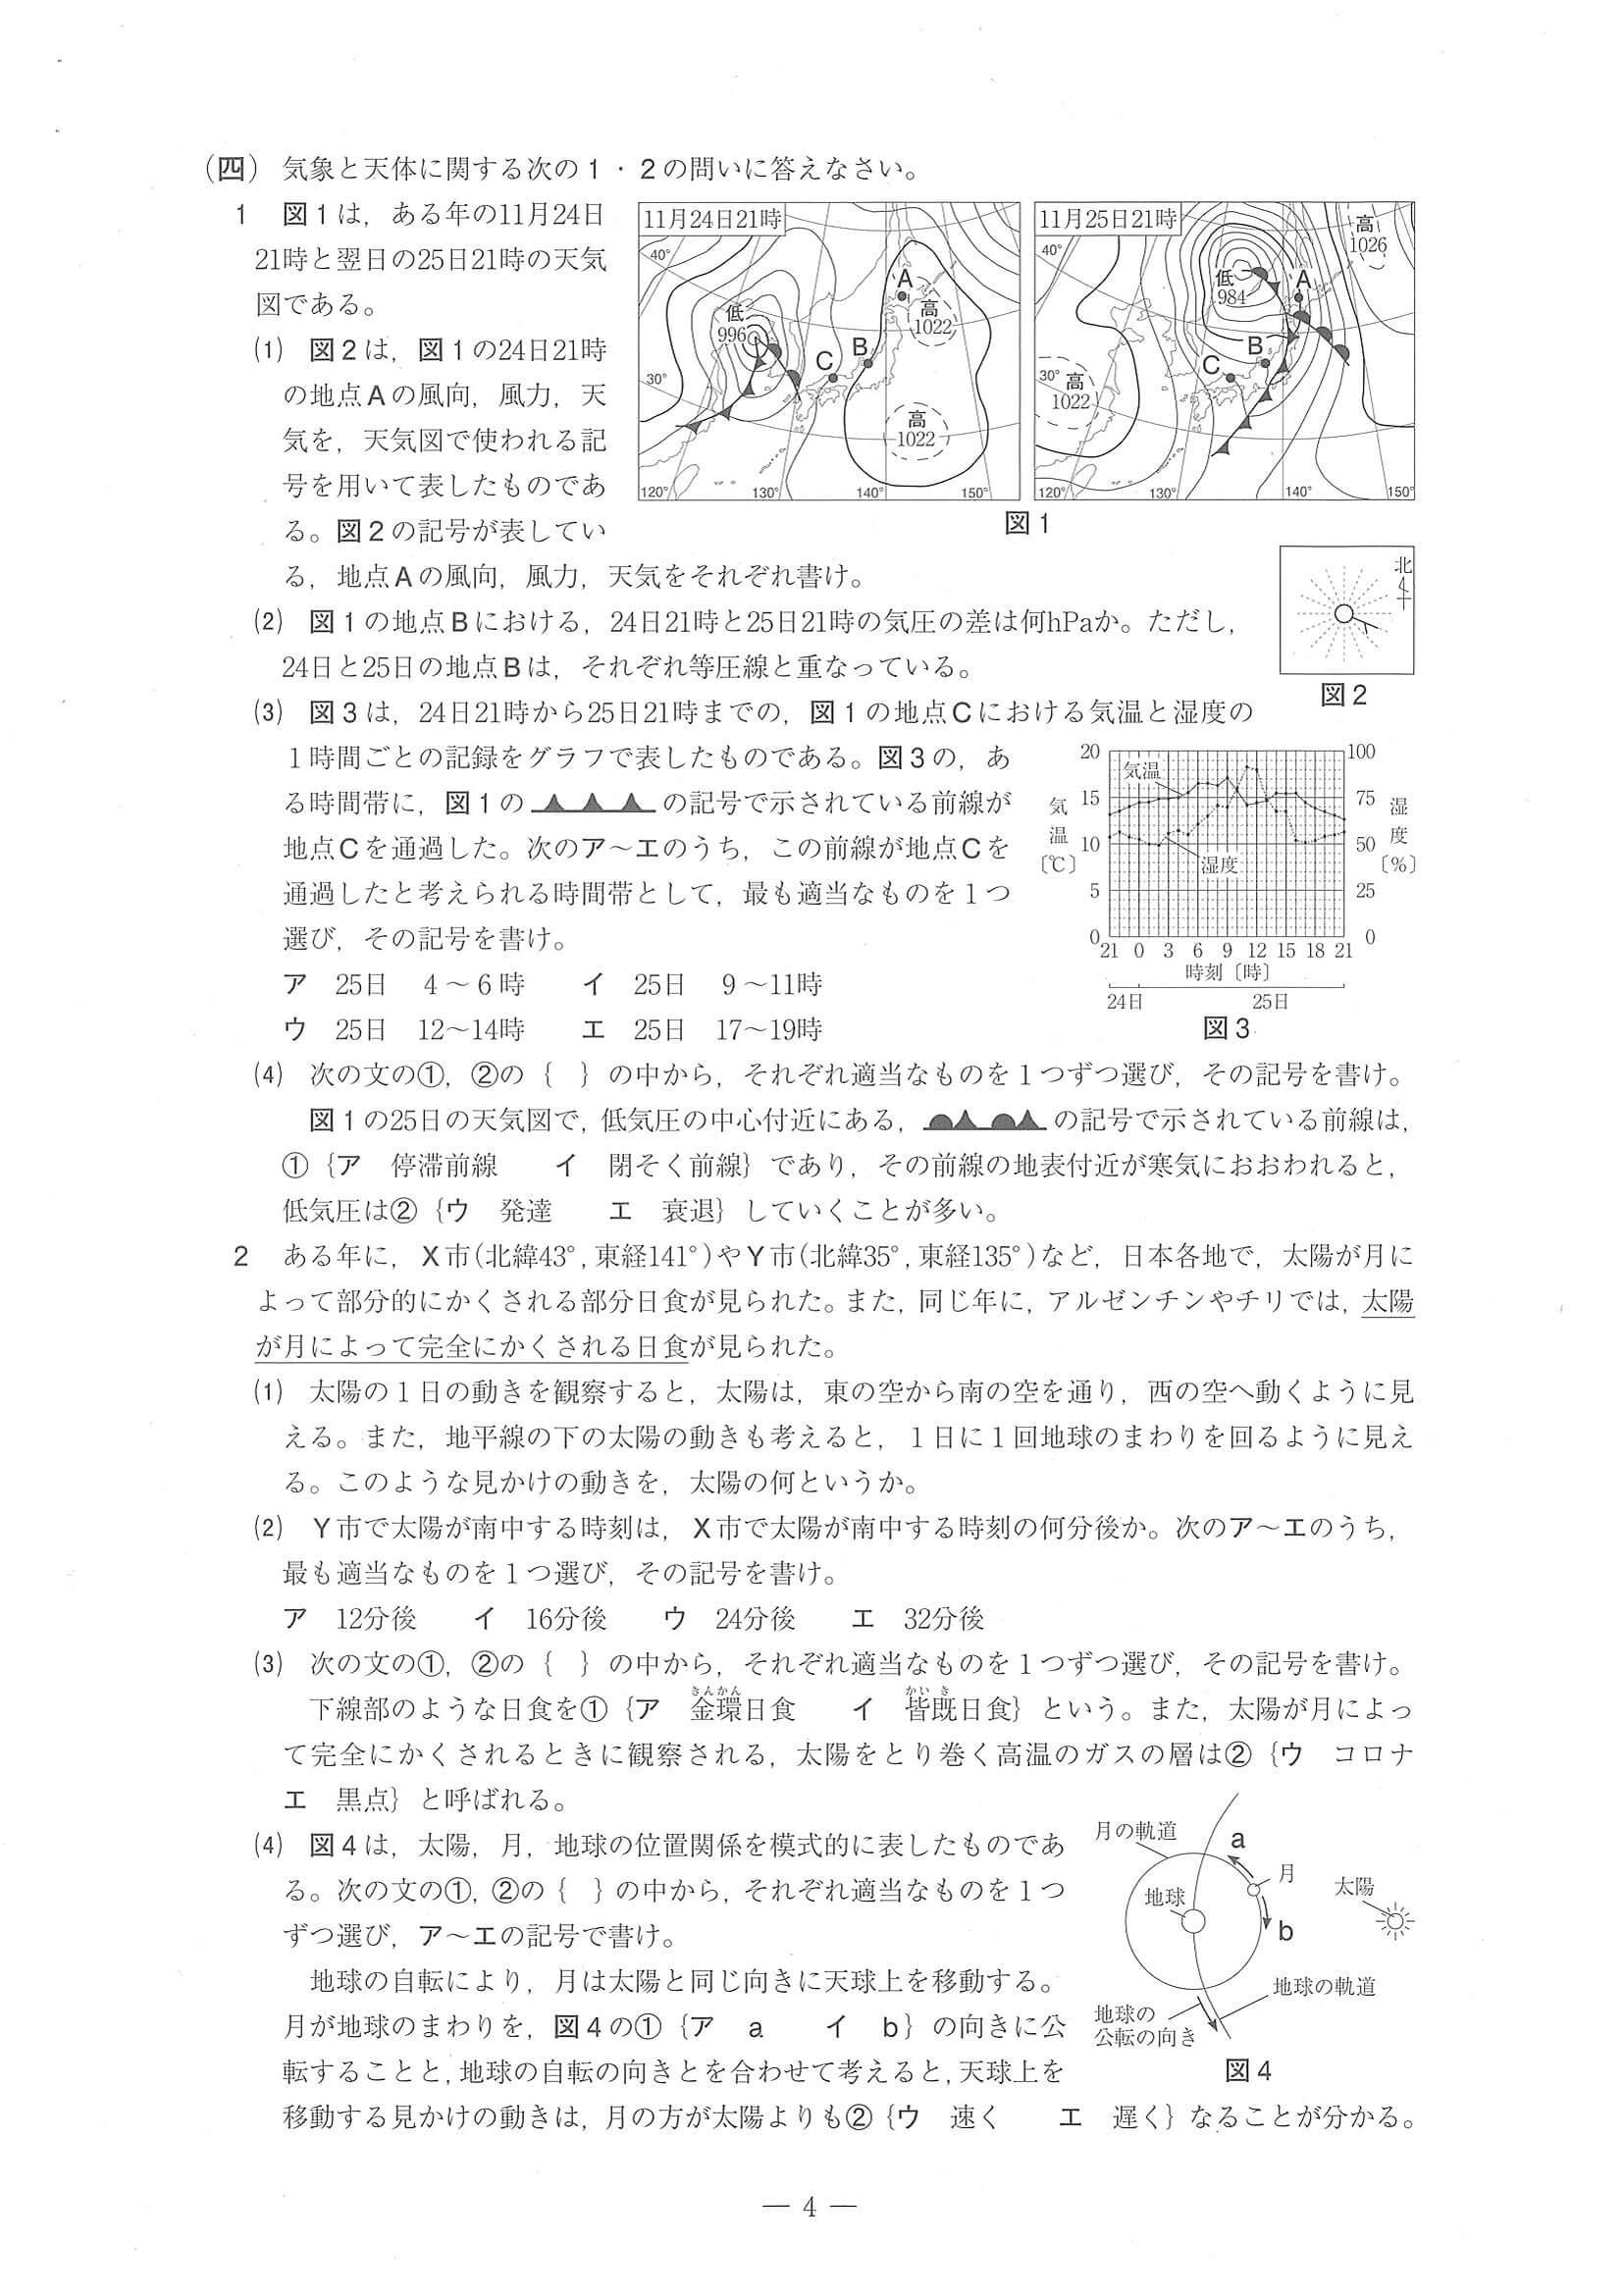 (四) 気象と天体に関する次の1・2の問いに答えなさい。
1 図1は，ある年の11月24日
21時と翌日の25日21時の天気
図である。
(1) 図2は，図1の24日21時
の地点Aの風向，風力，天
気を，天気図で使われる記
号を用いて表したものであ
る。図2の記号が表してい
る，地点Aの風向，風力，天気をそれぞれ書け。
11月24日21時
40°
30°
120°
130°
140°
150°
低
996
A
B
C
高
1022
高
1022
11月25日21時
40°
30°
120°
130°
140°
150°
低
984
A
B
C
高
1026
高
1022
図1
(2) 図1の地点Bにおける，24日21時と25日21時の気圧の差は何hPaか。ただし，
24日と25日の地点Bは，それぞれ等圧線と重なっている。
北
図2
(3) 図3は，24日21時から25日21時までの，図1の地点Cにおける気温と湿度の
1時間ごとの記録をグラフで表したものである。図3の，あ
る時間帯に，図1の の記号で示されている前線が
地点Cを通過した。次のア～エのうち，この前線が地点Cを
通過したと考えられる時間帯として，最も適当なものを1つ
選び，その記号を書け。
ア 25日 4～6時 イ 25日 9～11時
ウ 25日 12～14時 エ 25日 17～19時
気温〔℃〕
20
15
10
5
0
気温
湿度
100
75
50
25
0
湿度〔%〕
21 0 3 6 9 12 15 18 21
時刻〔時〕
24日 25日
図3
(4) 次の文の①，②の｛ ｝の中から，それぞれ適当なものを1つずつ選び，その記号を書け。
図1の25日の天気図で，低気圧の中心付近にある， の記号で示されている前線は，
①｛ア 停滞前線 イ 閉そく前線｝であり，その前線の地表付近が寒気におおわれると，
低気圧は②｛ウ 発達 エ 衰退｝していくことが多い。
2 ある年に，X市(北緯43°，東経141°)やY市(北緯35°，東経135°)など，日本各地で，太陽が月に
よって部分的にかくされる部分日食が見られた。また，同じ年に，アルゼンチンやチリでは，太陽
が月によって完全にかくされる日食が見られた。
(1) 太陽の1日の動きを観察すると，太陽は，東の空から南の空を通り，西の空へ動くように見
える。また，地平線の下の太陽の動きも考えると，1日に1回地球のまわりを回るように見え
る。このような見かけの動きを，太陽の何というか。
(2) Y市で太陽が南中する時刻は，X市で太陽が南中する時刻の何分後か。次のア～エのうち，
最も適当なものを1つ選び，その記号を書け。
ア 12分後 イ 16分後 ウ 24分後 エ 32分後
(3) 次の文の①，②の｛ ｝の中から，それぞれ適当なものを1つずつ選び，その記号を書け。
きんかん かいき
下線部のような日食を①｛ア 金環日食 イ 皆既日食｝という。また，太陽が月によっ
て完全にかくされるときに観察される，太陽をとり巻く高温のガスの層は②｛ウ コロナ
エ 黒点｝と呼ばれる。
(4) 図4は，太陽，月，地球の位置関係を模式的に表したものであ
る。次の文の①，②の｛ ｝の中から，それぞれ適当なものを1つ
ずつ選び，ア～エの記号で書け。
地球の自転により，月は太陽と同じ向きに天球上を移動する。
月が地球のまわりを，図4の①｛ア a イ b｝の向きに公
転することと，地球の自転の向きとを合わせて考えると，天球上を
移動する見かけの動きは，月の方が太陽よりも②｛ウ 速く エ 遅く｝なることが分かる。
月の軌道
a
月
太陽
地球
b
地球の軌道
地球の
公転の向き
図4
― 4 ―